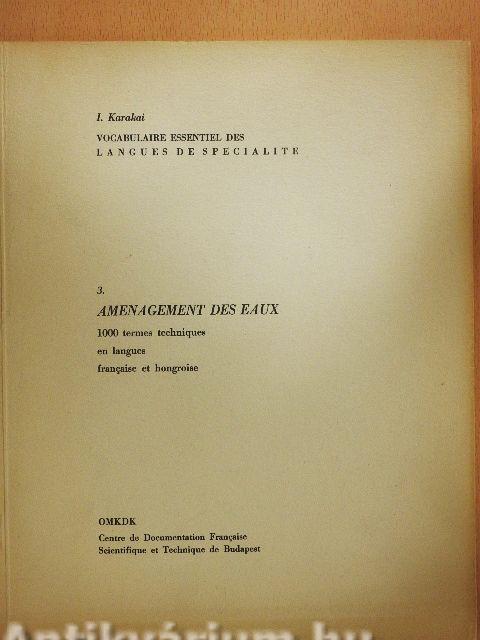 I. Karakai
VOCABULAIRE ESSENTIEL DES
LANGUES DE SPECIALITE
3.
AMENAGEMENT DES EAUX
1000 termes techniques
en langues
française et hongroise
OMKDK
Centre de Documentation Française
Scientifique et Technique de Budapest
Antikvárium.hu